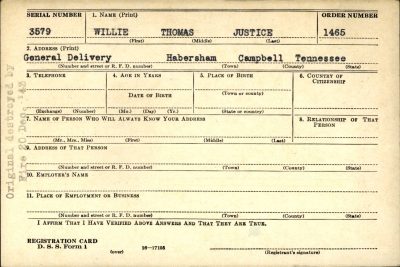 SERIAL NUMBER 1. NAME (Print) ORDER NUMBER
3579 WILLIE THOMAS JUSTICE 1465
(First) (Middle) (Last)
2. ADDRESS (Print)
General Delivery Habersham Campbell Tennessee
(Number and street or R. F. D. number) (Town) (County) (State)
3. TELEPHONE 4. AGE IN YEARS 5. PLACE OF BIRTH 6. COUNTRY OF CITIZENSHIP
DATE OF BIRTH (Town or county)
(Exchange) (Number) (Mo.) (Day) (Yr.) (State or country)
7. NAME OF PERSON WHO WILL ALWAYS KNOW YOUR ADDRESS 8. RELATIONSHIP OF THAT PERSON
(Mr., Mrs., Miss) (First) (Middle) (Last)
9. ADDRESS OF THAT PERSON
(Number and street or R. F. D. number) (Town) (County) (State)
10. EMPLOYER'S NAME
11. PLACE OF EMPLOYMENT OR BUSINESS
(Number and street or R. F. D. number) (Town) (County) (State)
I AFFIRM THAT I HAVE VERIFIED ABOVE ANSWERS AND THAT THEY ARE TRUE.
REGISTRATION CARD
D. S. S. Form 1 (over) 16—17105 (Registrant's signature)
Original destroyed by
Fire 20 Dec. '42